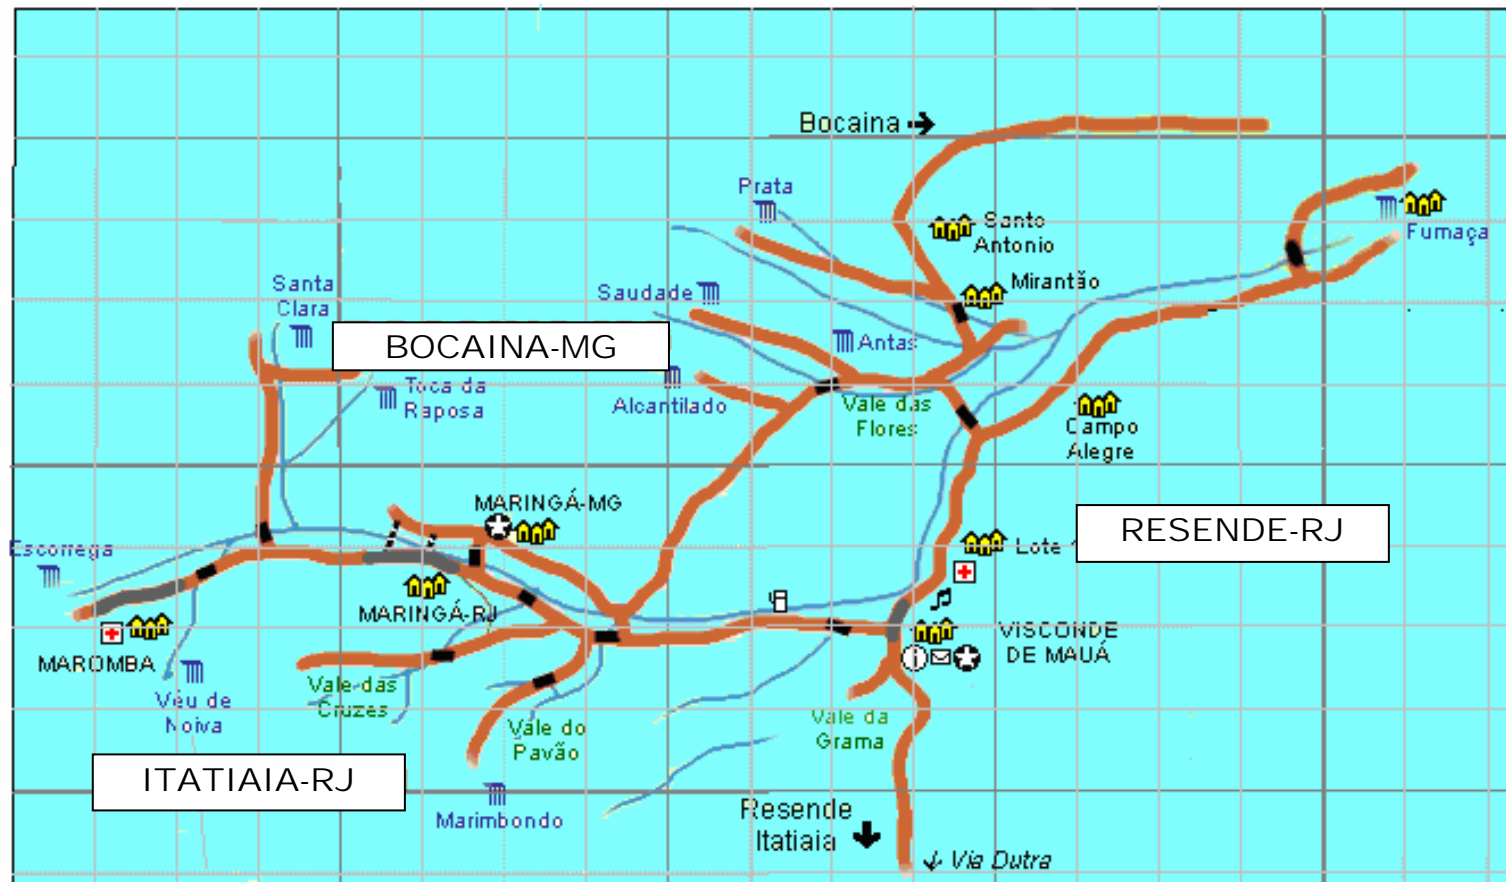 Bocaina
Prata
Santo
Antonio
Fumaça
Mirantão
Santa
Clara
Saudade
BOCAINA-MG
Antas
Toca da
Raposa
Alcantilado
Vale das
Flores
Campo
Alegre
MARINGÁ-MG
RESENDE-RJ
Escorrega
Lote
MARINGÁ-RJ
VISCONDE
DE MAUÁ
MAROMBA
Vale das
Cruzes
Véu de
Noiva
Vale do
Pavão
Vale da
Grama
ITATIAIA-RJ
Marimbondo
Resende
Itatiaia
Via Dutra